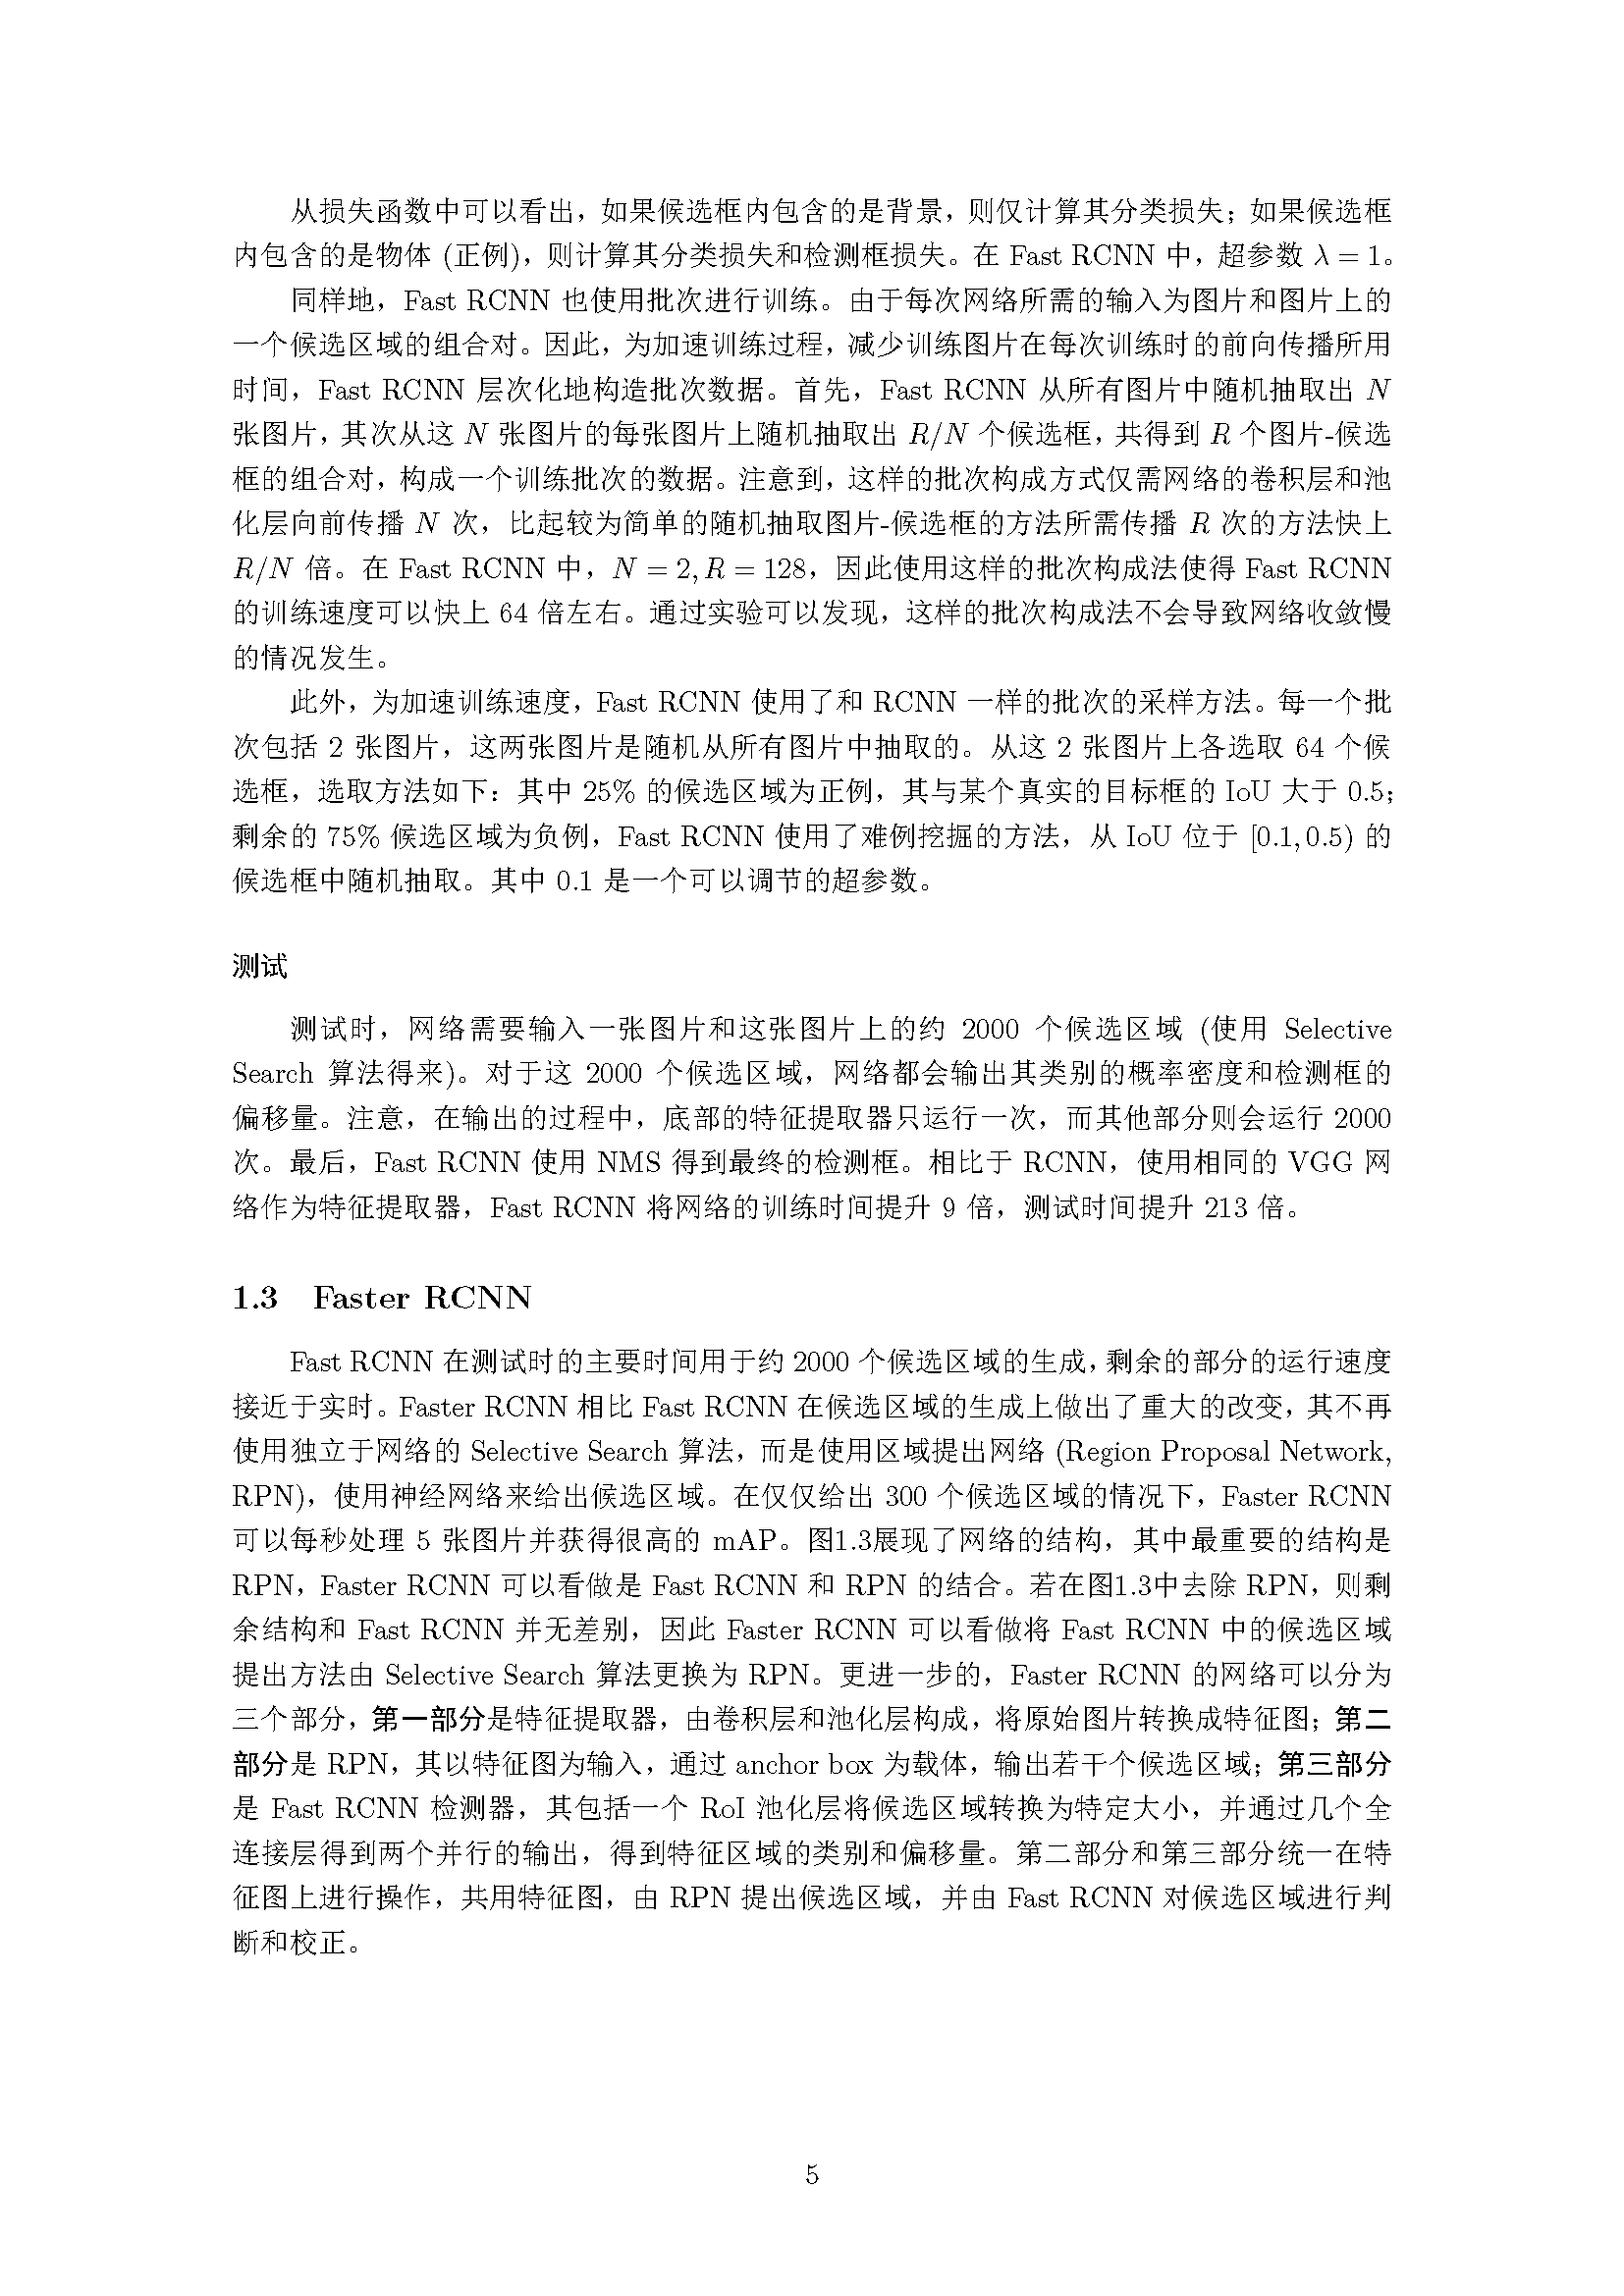 从损失函数中可以看出，如果候选框内包含的是背景，则仅计算其分类损失；如果候选框
内包含的是物体 (正例)，则计算其分类损失和检测框损失。在 Fast RCNN 中，超参数 λ = 1。
同样地，Fast RCNN 也使用批次进行训练。由于每次网络所需的输入为图片和图片上的
一个候选区域的组合对。因此，为加速训练过程，减少训练图片在每次训练时的前向传播所用
时间，Fast RCNN 层次化地构造批次数据。首先，Fast RCNN 从所有图片中随机抽取出 N
张图片，其次从这 N 张图片的每张图片上随机抽取出 R/N 个候选框，共得到 R 个图片-候选
框的组合对，构成一个训练批次的数据。注意到，这样的批次构成方式仅需网络的卷积层和池
化层向前传播 N 次，比起较为简单的随机抽取图片-候选框的方法所需传播 R 次的方法快上
R/N 倍。在 Fast RCNN 中，N = 2, R = 128，因此使用这样的批次构成法使得 Fast RCNN
的训练速度可以快上 64 倍左右。通过实验可以发现，这样的批次构成法不会导致网络收敛慢
的情况发生。
此外，为加速训练速度，Fast RCNN 使用了和 RCNN 一样的批次的采样方法。每一个批
次包括 2 张图片，这两张图片是随机从所有图片中抽取的。从这 2 张图片上各选取 64 个候
选框，选取方法如下：其中 25% 的候选区域为正例，其与某个真实的目标框的 IoU 大于 0.5；
剩余的 75% 候选区域为负例，Fast RCNN 使用了难例挖掘的方法，从 IoU 位于 [0.1, 0.5) 的
候选框中随机抽取。其中 0.1 是一个可以调节的超参数。
测试
测试时，网络需要输入一张图片和这张图片上的约 2000 个候选区域 (使用 Selective
Search 算法得来)。对于这 2000 个候选区域，网络都会输出其类别的概率密度和检测框的
偏移量。注意，在输出的过程中，底部的特征提取器只运行一次，而其他部分则会运行 2000
次。最后，Fast RCNN 使用 NMS 得到最终的检测框。相比于 RCNN，使用相同的 VGG 网
络作为特征提取器，Fast RCNN 将网络的训练时间提升 9 倍，测试时间提升 213 倍。
1.3 Faster RCNN
Fast RCNN 在测试时的主要时间用于约 2000 个候选区域的生成，剩余的部分的运行速度
接近于实时。Faster RCNN 相比 Fast RCNN 在候选区域的生成上做出了重大的改变，其不再
使用独立于网络的 Selective Search 算法，而是使用区域提出网络 (Region Proposal Network,
RPN)，使用神经网络来给出候选区域。在仅仅给出 300 个候选区域的情况下，Faster RCNN
可以每秒处理 5 张图片并获得很高的 mAP。图1.3展现了网络的结构，其中最重要的结构是
RPN，Faster RCNN 可以看做是 Fast RCNN 和 RPN 的结合。若在图1.3中去除 RPN，则剩
余结构和 Fast RCNN 并无差别，因此 Faster RCNN 可以看做将 Fast RCNN 中的候选区域
提出方法由 Selective Search 算法更换为 RPN。更进一步的，Faster RCNN 的网络可以分为
三个部分，第一部分是特征提取器，由卷积层和池化层构成，将原始图片转换成特征图；第二
部分是 RPN，其以特征图为输入，通过 anchor box 为载体，输出若干个候选区域；第三部分
是 Fast RCNN 检测器，其包括一个 RoI 池化层将候选区域转换为特定大小，并通过几个全
连接层得到两个并行的输出，得到特征区域的类别和偏移量。第二部分和第三部分统一在特
征图上进行操作，共用特征图，由 RPN 提出候选区域，并由 Fast RCNN 对候选区域进行判
断和校正。
5